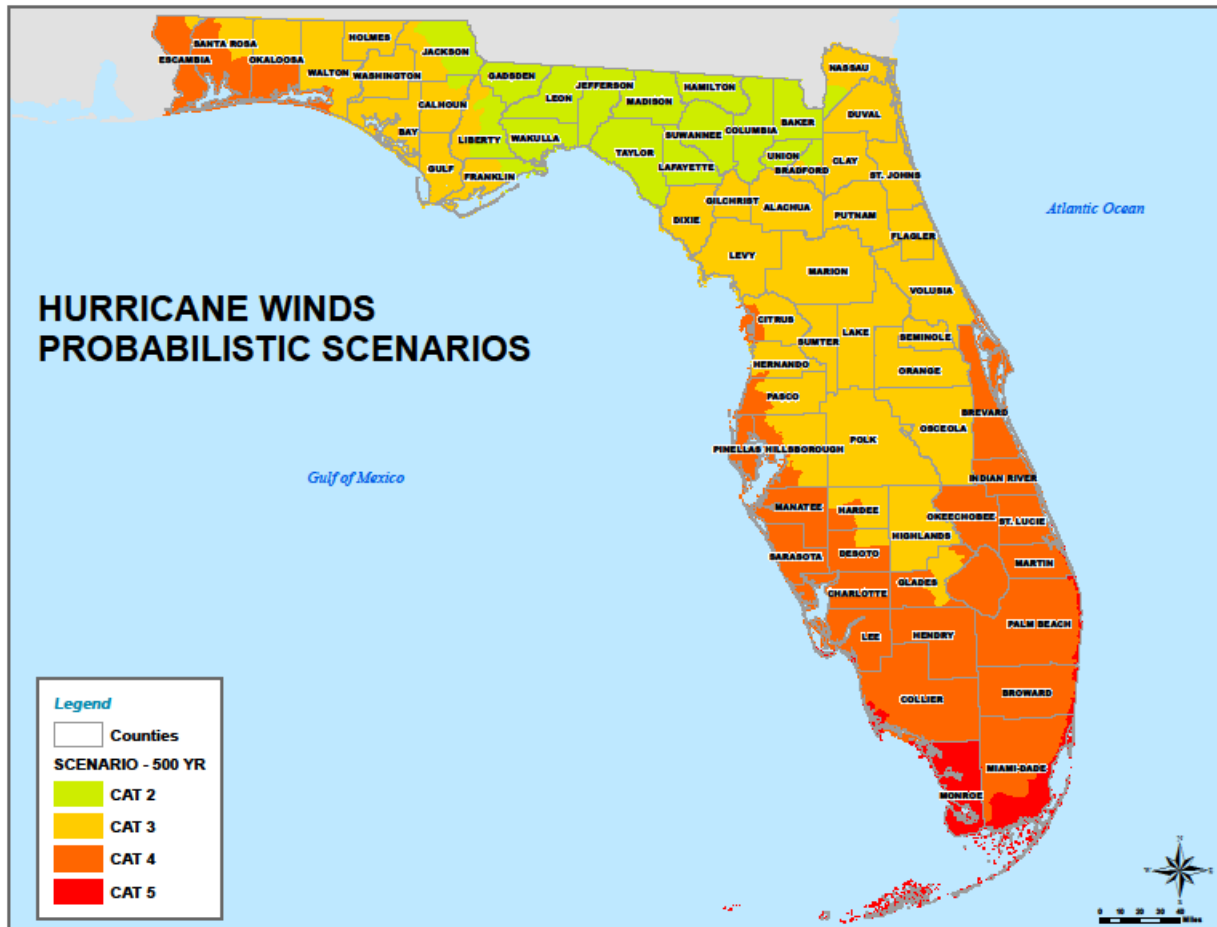 HOLMES
SANTA ROSA
JACKSON
ESCAMBIA
OKALOOSA
WALTON
WASHINGTON
GADSDEN
JEFFERSON
HAMILTON
NASSAU
LEON
MADISON
CALHOUN
BAKER
DUVAL
BAY
LIBERTY
WAKULLA
SUWANNEE
COLUMBIA
TAYLOR
UNION
LAFAYETTE
BRADFORD
CLAY
GULF
FRANKLIN
ST. JOHNS
GILCHRIST
ALACHUA
DIXIE
PUTNAM
FLAGLER
LEVY
MARION
VOLUSIA
Atlantic Ocean
HURRICANE WINDS
PROBABILISTIC SCENARIOS
CITRUS
LAKE
SUMTER
SEMINOLE
HERNANDO
ORANGE
PASCO
BREVARD
OSCEOLA
POLK
PINELLAS
HILLSBOROUGH
Gulf of Mexico
INDIAN RIVER
MANATEE
HARDEE
OKEECHOBEE
ST. LUCIE
HIGHLANDS
SARASOTA
DESOTO
MARTIN
GLADES
CHARLOTTE
PALM BEACH
LEE
HENDRY
COLLIER
BROWARD
MIAMI-DADE
MONROE
Legend
Counties
SCENARIO - 500 YR
CAT 2
CAT 3
CAT 4
CAT 5
N
0 10 20 30 40
Miles